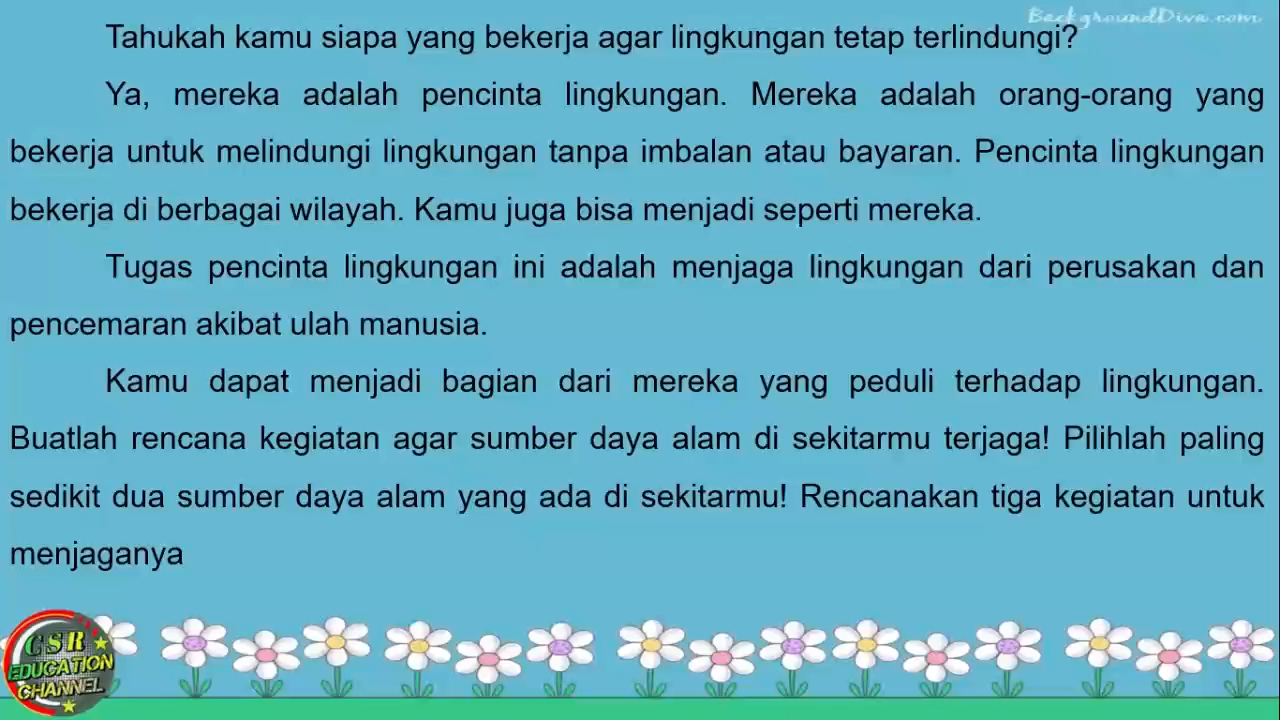 BackgroundDiva.com
Tahukah kamu siapa yang bekerja agar lingkungan tetap terlindungi?
Ya, mereka adalah pencinta lingkungan. Mereka adalah orang-orang yang
bekerja untuk melindungi lingkungan tanpa imbalan atau bayaran. Pencinta lingkungan
bekerja di berbagai wilayah. Kamu juga bisa menjadi seperti mereka.
Tugas pencinta lingkungan ini adalah menjaga lingkungan dari perusakan dan
pencemaran akibat ulah manusia.
Kamu dapat menjadi bagian dari mereka yang peduli terhadap lingkungan.
Buatlah rencana kegiatan agar sumber daya alam di sekitarmu terjaga! Pilihlah paling
sedikit dua sumber daya alam yang ada di sekitarmu! Rencanakan tiga kegiatan untuk
menjaganya
GSR
EDUCATION
CHANNEL